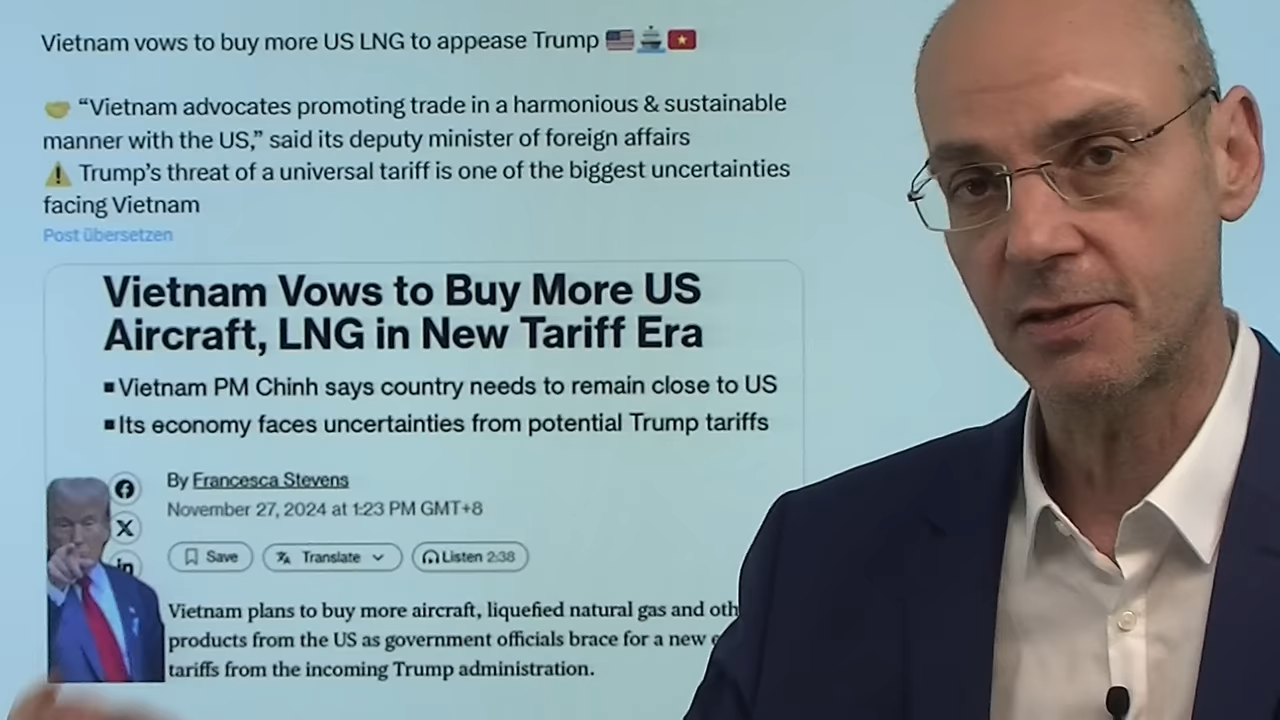 Vietnam vows to buy more US LNG to appease Trump
“Vietnam advocates promoting trade in a harmonious & sustainable
manner with the US,” said its deputy minister of foreign affairs
Trump’s threat of a universal tariff is one of the biggest uncertainties
facing Vietnam
Post übersetzen
Vietnam Vows to Buy More US
Aircraft, LNG in New Tariff Era
Vietnam PM Chinh says country needs to remain close to US
Its economy faces uncertainties from potential Trump tariffs
By Francesca Stevens
November 27, 2024 at 1:23 PM GMT+8
X
in
Save
Translate
Listen 2:38
Vietnam plans to buy more aircraft, liquefied natural gas and
products from the US as government officials brace for a new
tariffs from the incoming Trump administration.